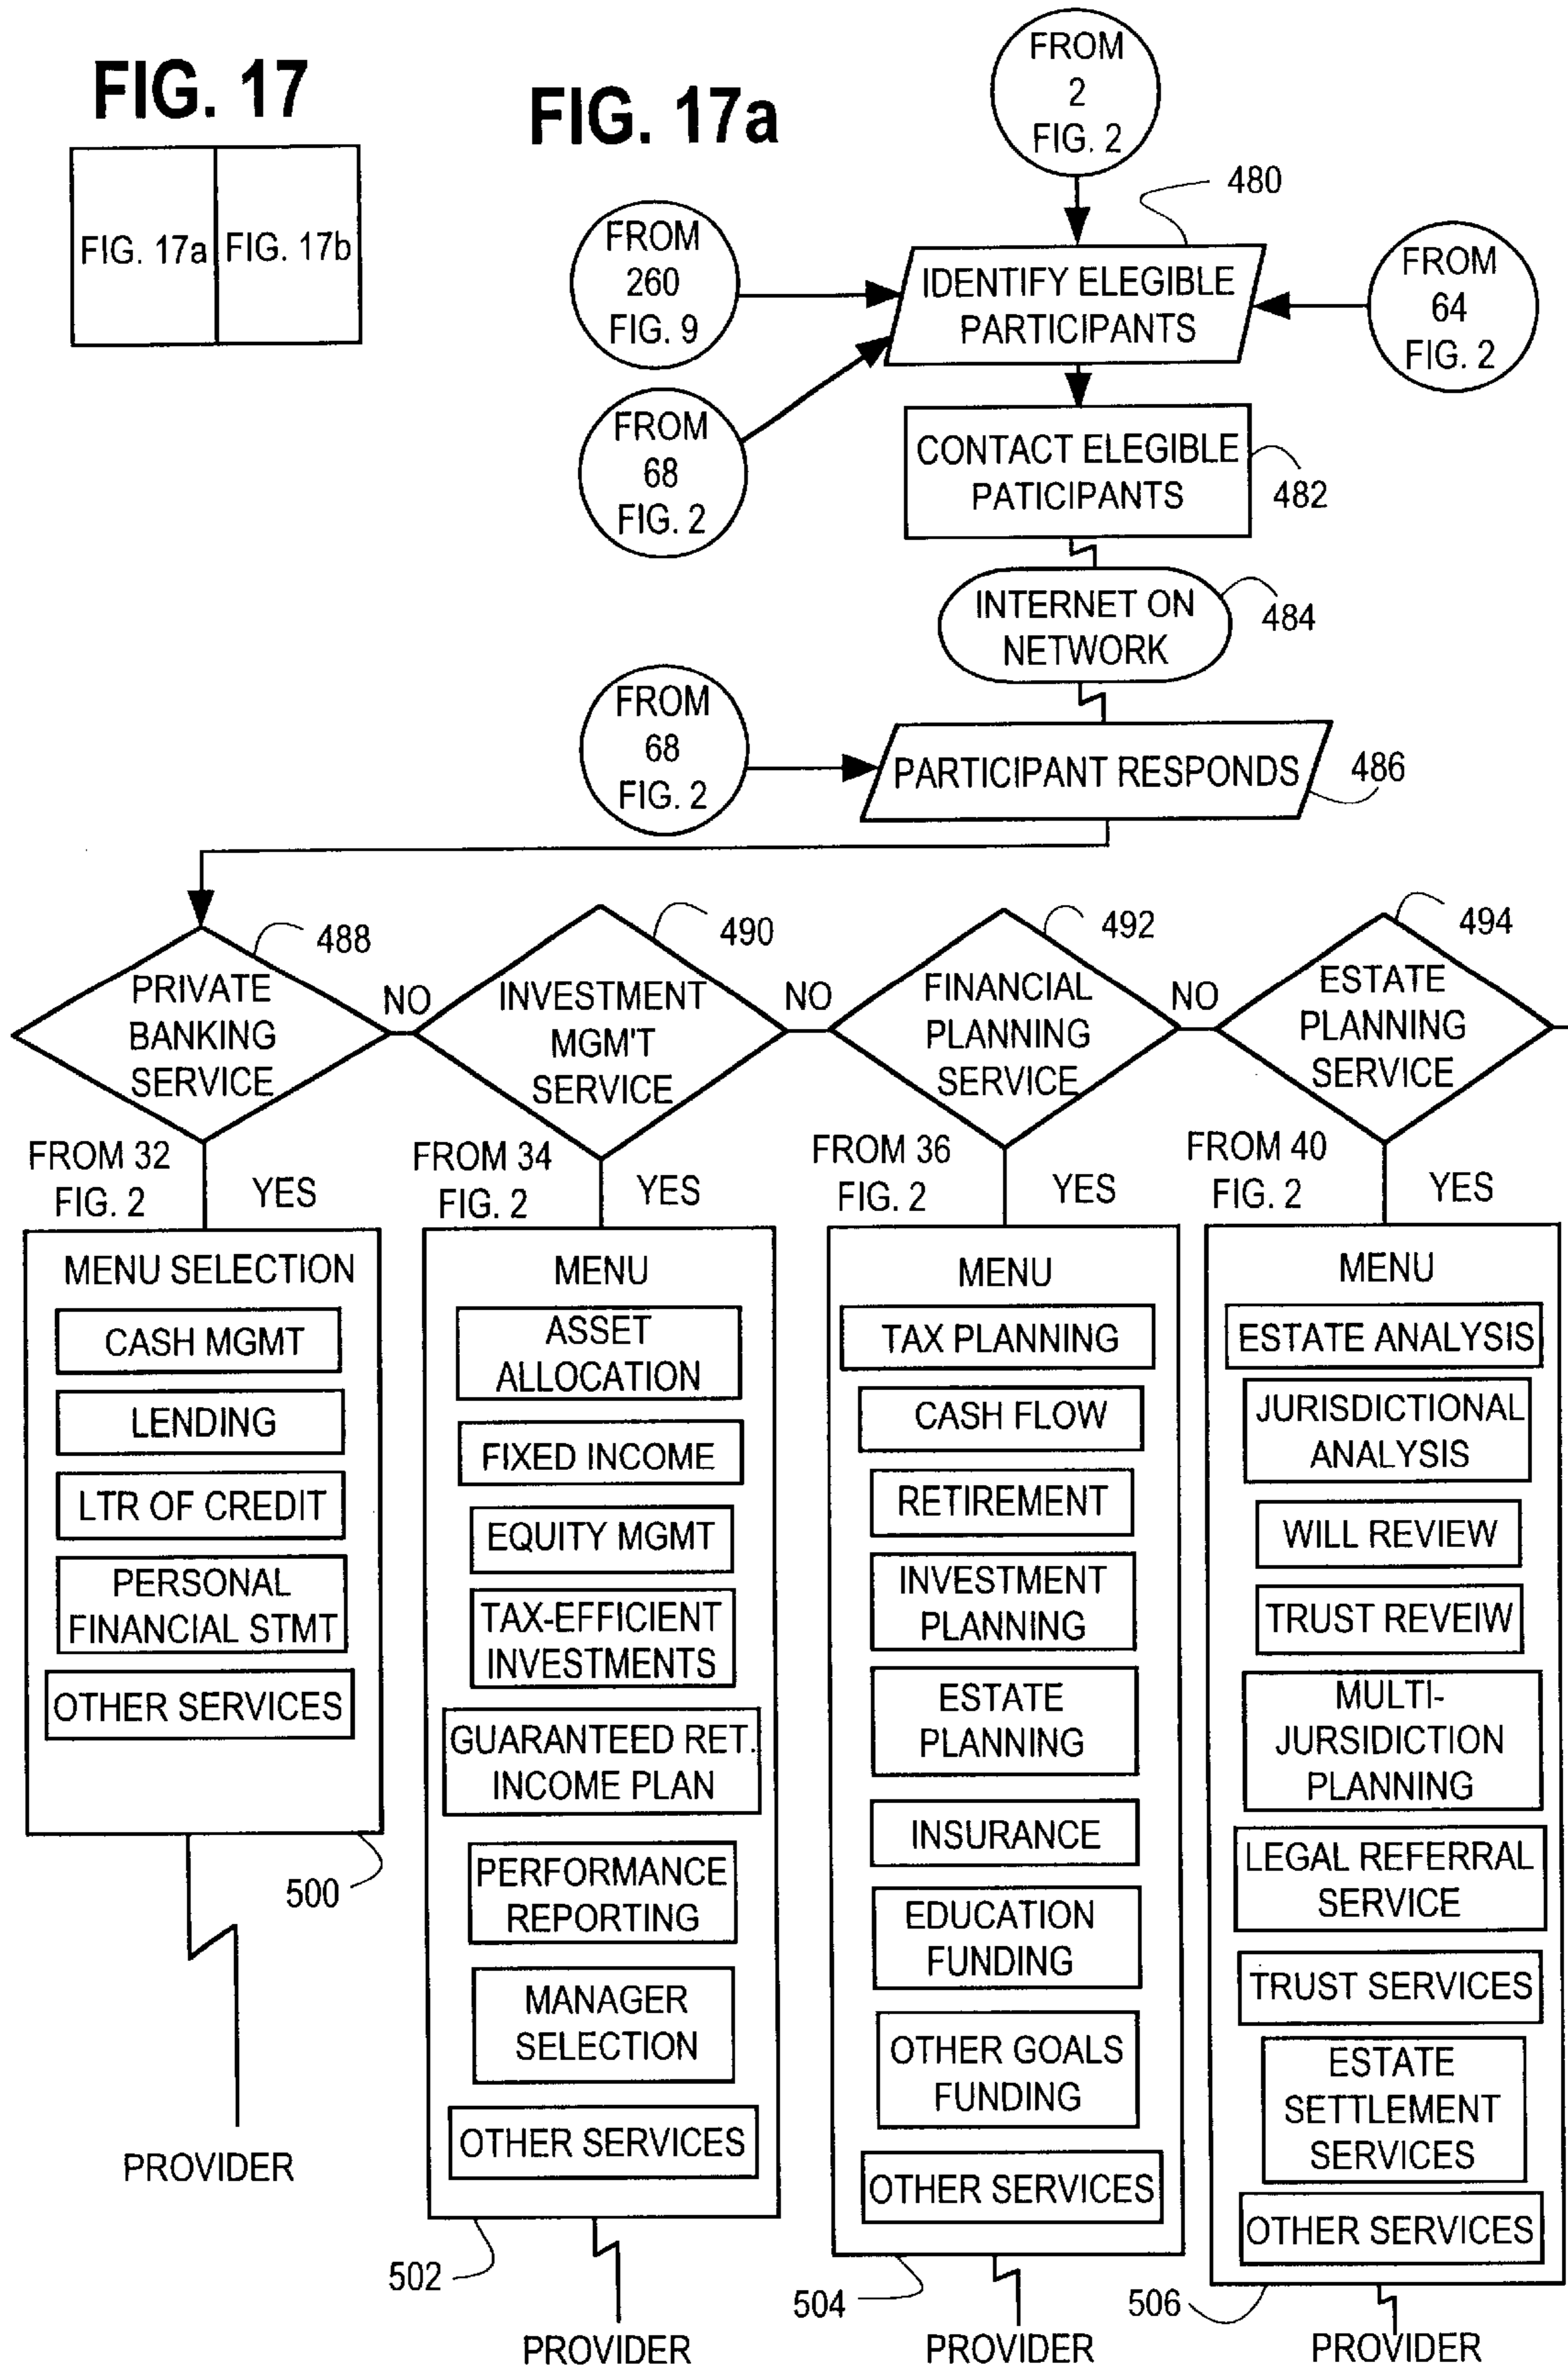 FIG. 17
FIG. 17a
FIG. 17b
FIG. 17a
FROM
2
FIG. 2
480
FROM
260
FIG. 9
IDENTIFY ELEGIBLE
PARTICIPANTS
FROM
64
FIG. 2
FROM
68
FIG. 2
CONTACT ELEGIBLE
PATICIPANTS
482
INTERNET ON
NETWORK
484
FROM
68
FIG. 2
PARTICIPANT RESPONDS
486
488
PRIVATE
BANKING
SERVICE
NO
490
INVESTMENT
MGM'T
SERVICE
NO
492
FINANCIAL
PLANNING
SERVICE
NO
494
ESTATE
PLANNING
SERVICE
FROM 32
FIG. 2
YES
FROM 34
FIG. 2
YES
FROM 36
FIG. 2
YES
FROM 40
FIG. 2
YES
MENU SELECTION
CASH MGMT
LENDING
LTR OF CREDIT
PERSONAL
FINANCIAL STMT
OTHER SERVICES
500
PROVIDER
MENU
ASSET
ALLOCATION
FIXED INCOME
EQUITY MGMT
TAX-EFFICIENT
INVESTMENTS
GUARANTEED RET.
INCOME PLAN
PERFORMANCE
REPORTING
MANAGER
SELECTION
OTHER SERVICES
502
PROVIDER
MENU
TAX PLANNING
CASH FLOW
RETIREMENT
INVESTMENT
PLANNING
ESTATE
PLANNING
INSURANCE
EDUCATION
FUNDING
OTHER GOALS
FUNDING
OTHER SERVICES
504
PROVIDER
MENU
ESTATE ANALYSIS
JURISDICTIONAL
ANALYSIS
WILL REVIEW
TRUST REVEIW
MULTI-
JURSIDICTION
PLANNING
LEGAL REFERRAL
SERVICE
TRUST SERVICES
ESTATE
SETTLEMENT
SERVICES
OTHER SERVICES
506
PROVIDER